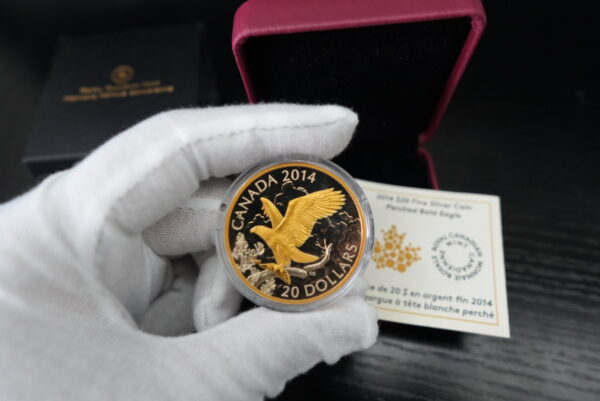 CANADA 2014
20 DOLLARS
2014 $20 Fine Silver Coin
Perched Bald Eagle
ROYAL CANADIAN MINT
MONNAIE ROYALE CANADIENNE
de 20 $ en argent fin 2014
à tête blanche perché